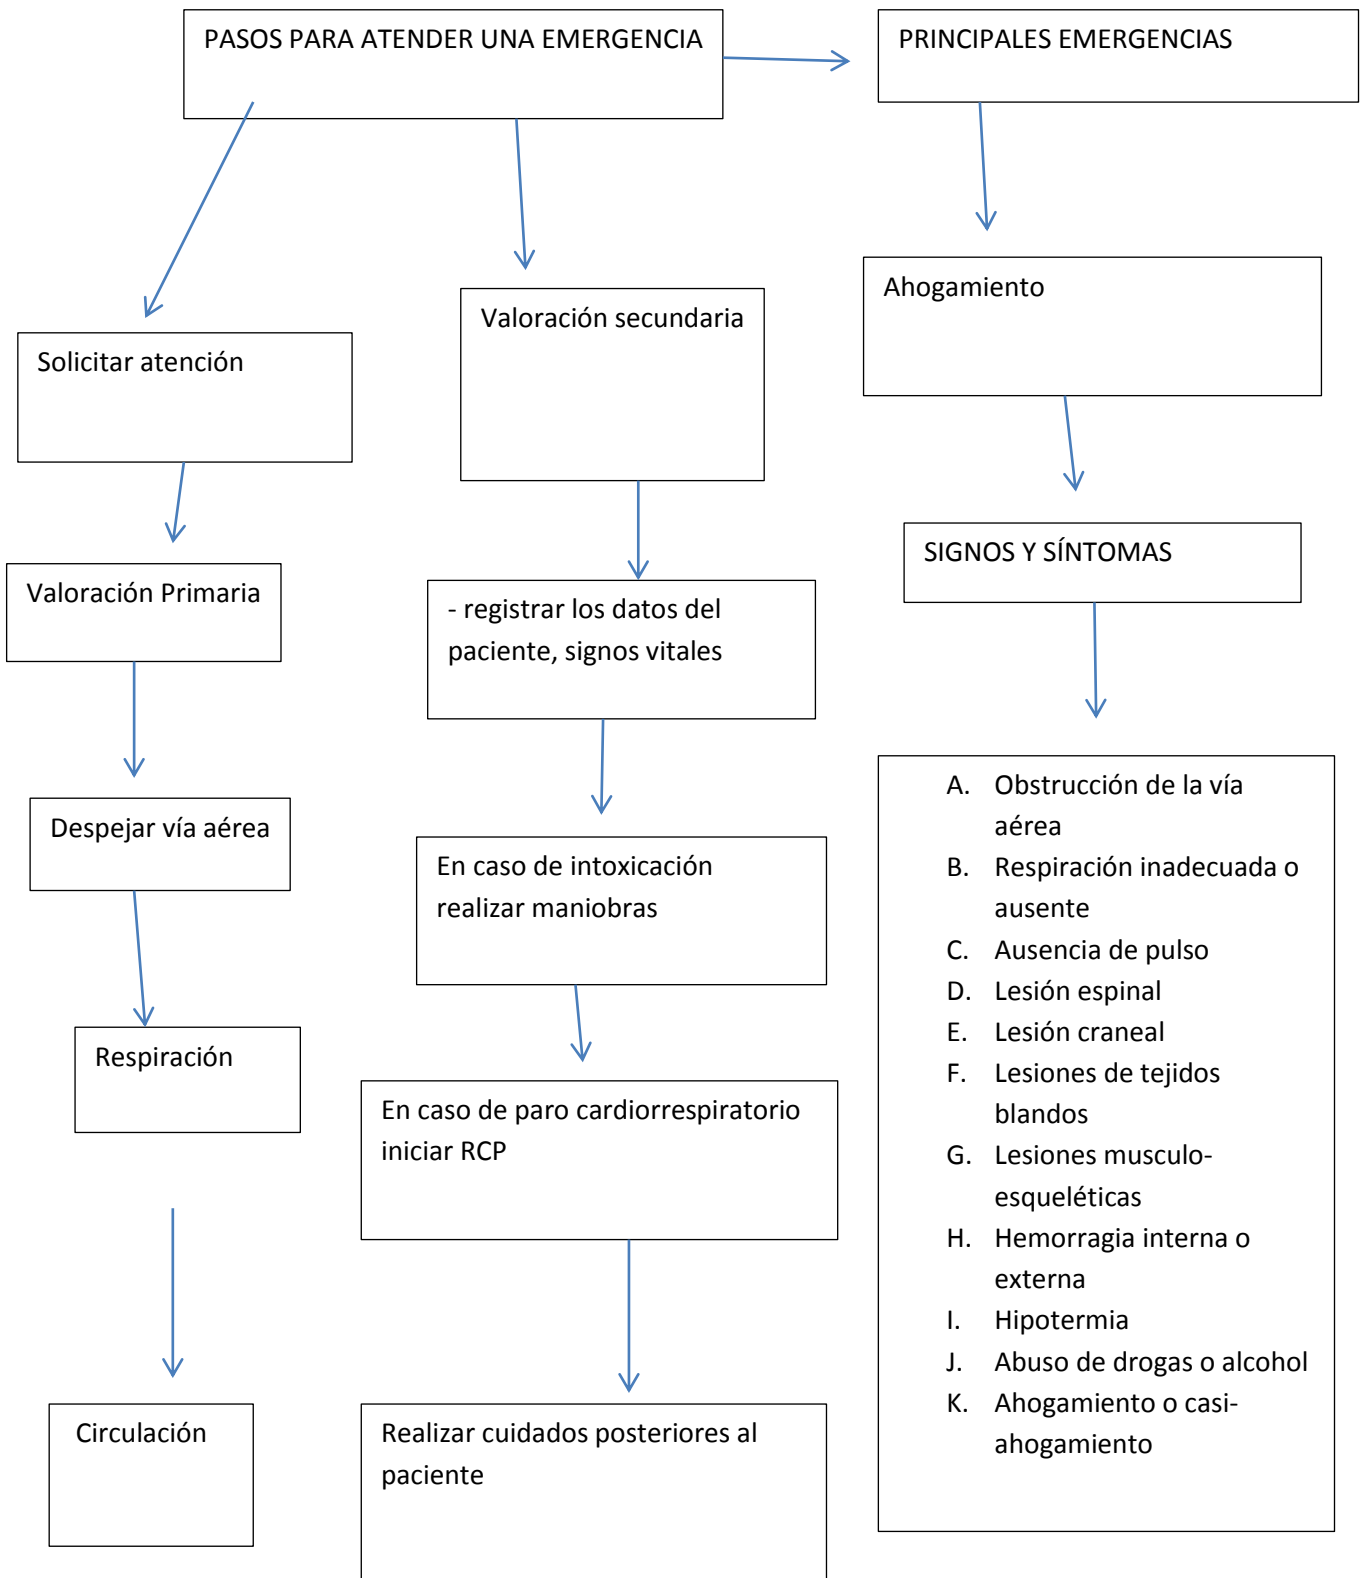 PASOS PARA ATENDER UNA EMERGENCIA
PRINCIPALES EMERGENCIAS
Solicitar atención
Valoración Primaria
Despejar vía aérea
Respiración
Circulación
Valoración secundaria
- registrar los datos del
paciente, signos vitales
En caso de intoxicación
realizar maniobras
En caso de paro cardiorrespiratorio
iniciar RCP
Realizar cuidados posteriores al
paciente
Ahogamiento
SIGNOS Y SÍNTOMAS
A. Obstrucción de la vía
aérea
B. Respiración inadecuada o
ausente
C. Ausencia de pulso
D. Lesión espinal
E. Lesión craneal
F. Lesiones de tejidos
blandos
G. Lesiones musculo-
esqueléticas
H. Hemorragia interna o
externa
I. Hipotermia
J. Abuso de drogas o alcohol
K. Ahogamiento o casi-
ahogamiento